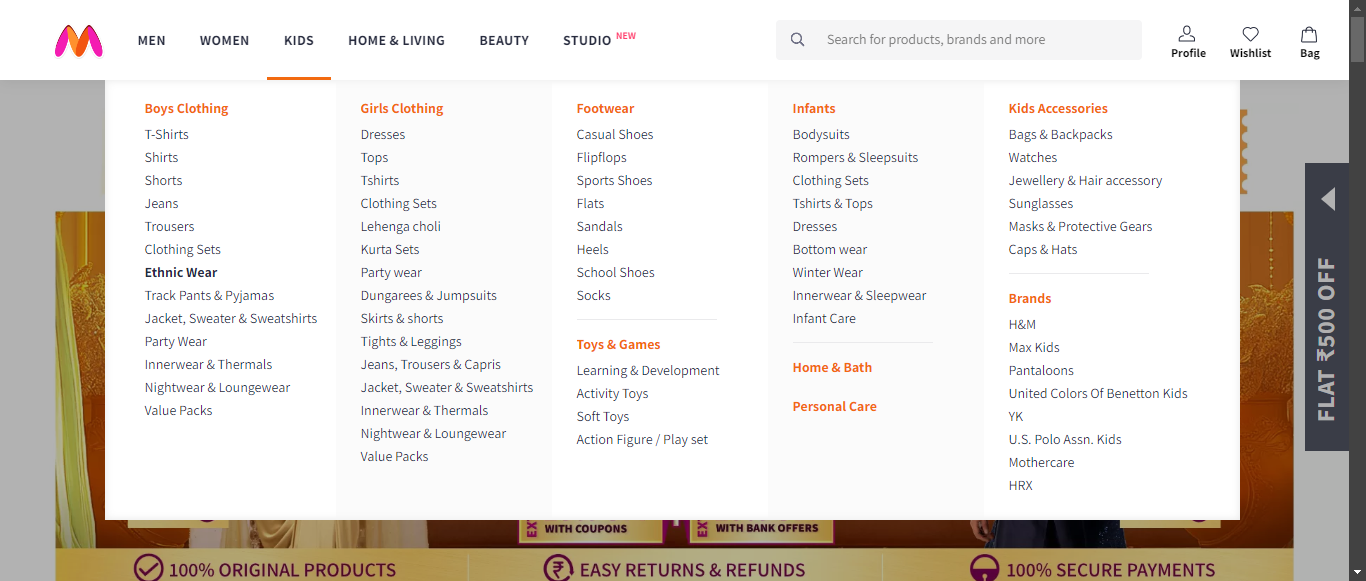 MEN
WOMEN
KIDS
HOME & LIVING
BEAUTY
STUDIO NEW
Search for products, brands and more
Profile
Wishlist
Bag
Boys Clothing
T-Shirts
Shirts
Shorts
Jeans
Trousers
Clothing Sets
Ethnic Wear
Track Pants & Pyjamas
Jacket, Sweater & Sweatshirts
Party Wear
Innerwear & Thermals
Nightwear & Loungewear
Value Packs
Girls Clothing
Dresses
Tops
Tshirts
Clothing Sets
Lehenga choli
Kurta Sets
Party wear
Dungarees & Jumpsuits
Skirts & shorts
Tights & Leggings
Jeans, Trousers & Capris
Jacket, Sweater & Sweatshirts
Innerwear & Thermals
Nightwear & Loungewear
Value Packs
Footwear
Casual Shoes
Flipflops
Sports Shoes
Flats
Sandals
Heels
School Shoes
Socks
Toys & Games
Learning & Development
Activity Toys
Soft Toys
Action Figure / Play set
Infants
Bodysuits
Rompers & Sleepsuits
Clothing Sets
Tshirts & Tops
Dresses
Bottom wear
Winter Wear
Innerwear & Sleepwear
Infant Care
Home & Bath
Personal Care
Kids Accessories
Bags & Backpacks
Watches
Jewellery & Hair accessory
Sunglasses
Masks & Protective Gears
Caps & Hats
Brands
H&M
Max Kids
Pantaloons
United Colors Of Benetton Kids
YK
U.S. Polo Assn. Kids
Mothercare
HRX
FLAT ₹500 OFF
WITH COUPONS
WITH BANK OFFERS
100% ORIGINAL PRODUCTS
EASY RETURNS & REFUNDS
100% SECURE PAYMENTS